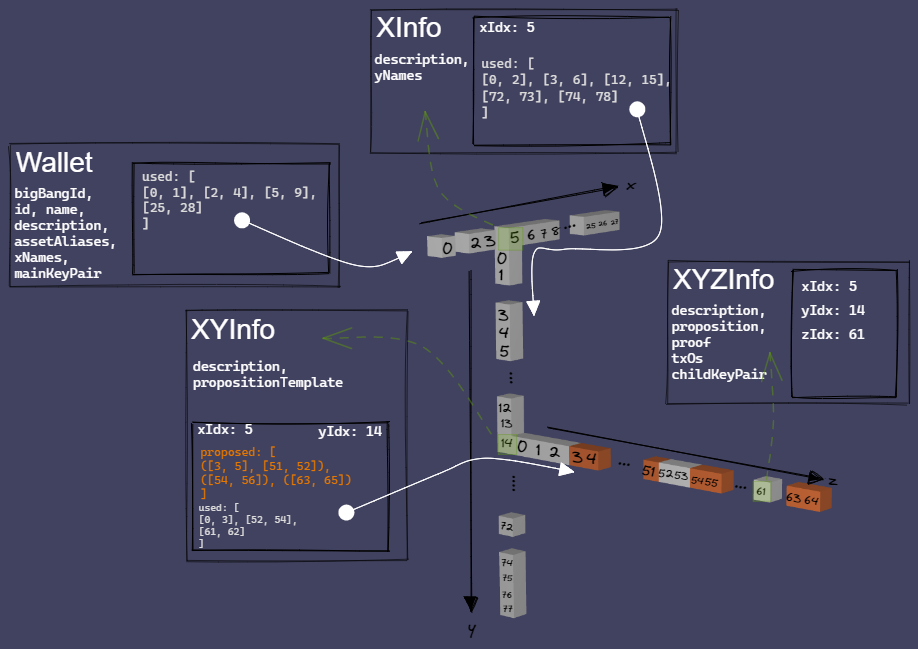 XInfo
description,
yNames
xIdx: 5
used: [
[0, 2], [3, 6], [12, 15],
[72, 73], [74, 78]
]
Wallet
bigBangId,
id, name,
description,
assetAliases,
xNames,
mainKeyPair
used: [
[0, 1], [2, 4], [5, 9],
[25, 28]
]
x
0 2 3 5 6 7 8 ... 25 26 27
0
1
3
4
5
...
12
13
14 0 1 2 3 4 ... 51 52 53 54 55 ... 61 63 64
z
...
72
74
75
76
77
y
XYInfo
description,
propositionTemplate
xIdx: 5 yIdx: 14
proposed: [
([3, 5], [51, 52]),
([54, 56]), ([63, 65])
]
used: [
[0, 3], [52, 54],
[61, 62]
]
XYZInfo
description,
proposition,
proof
txOs
childKeyPair
xIdx: 5
yIdx: 14
zIdx: 61